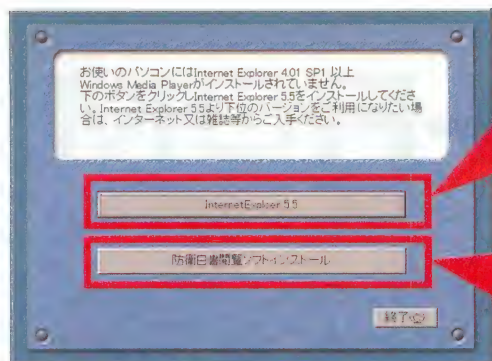 お使いのパソコンにはInternet Explorer 4.01 SP1 以上
Windows Media Playerがインストールされていません。
下のボタンをクリックしInternet Explorer 5.5をインストールしてくださ
い。Internet Explorer 5.5より下位のバージョンをご利用になりたい場
合は、インターネット又は雑誌等からご入手ください。
InternetExploer 5.5
防衛白書閲覧ソフトインストール
終了